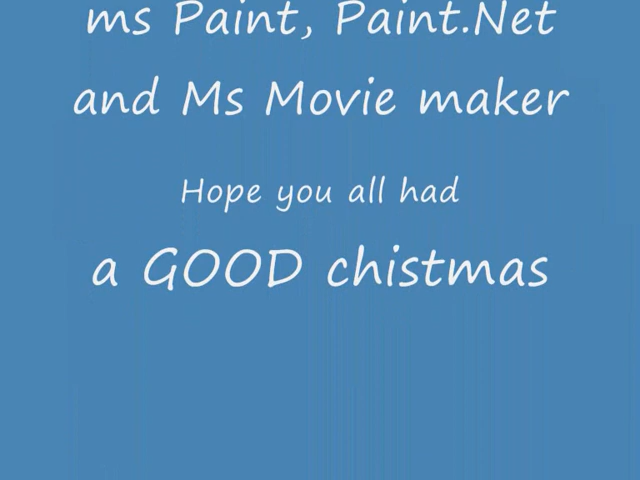 ms Paint, Paint.Net
and Ms Movie maker
Hope you all had
a GOOD chistmas